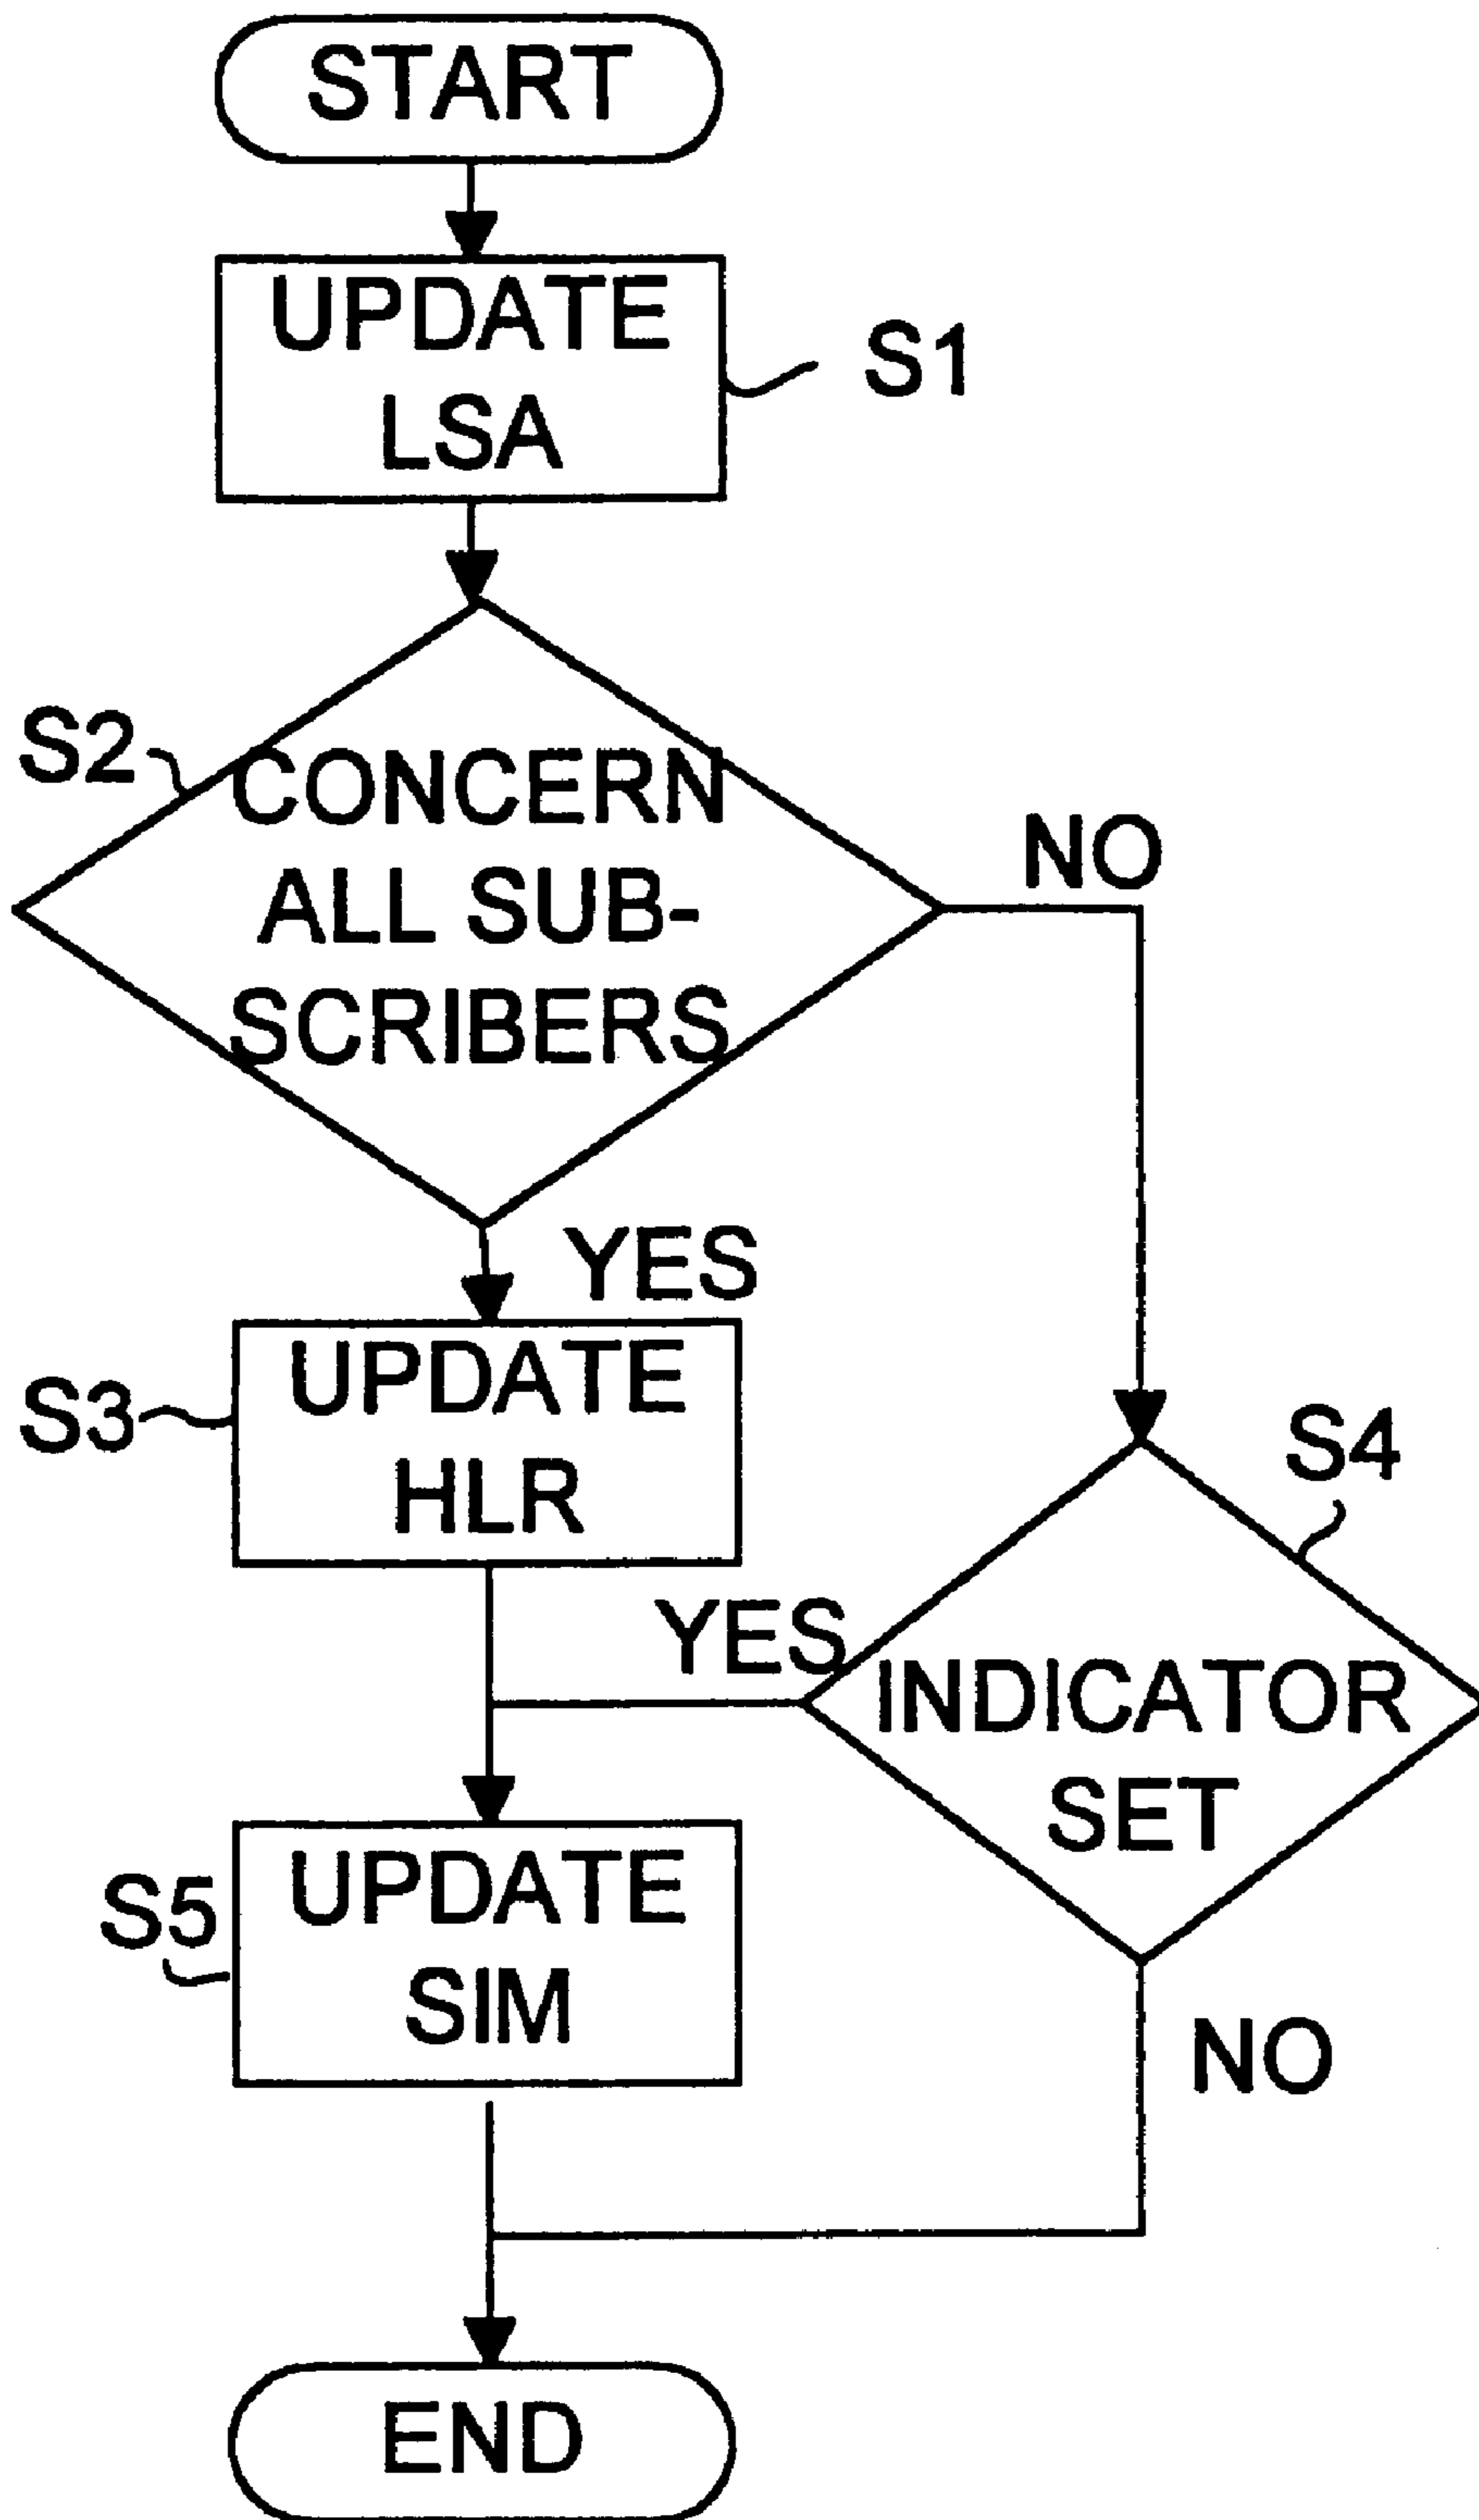 START
UPDATE
LSA
S1
S2
CONCERN
ALL SUB-
SCRIBERS
NO
YES
UPDATE
HLR
S3
S4
YES
INDICATOR
SET
UPDATE
SIM
S5
NO
END